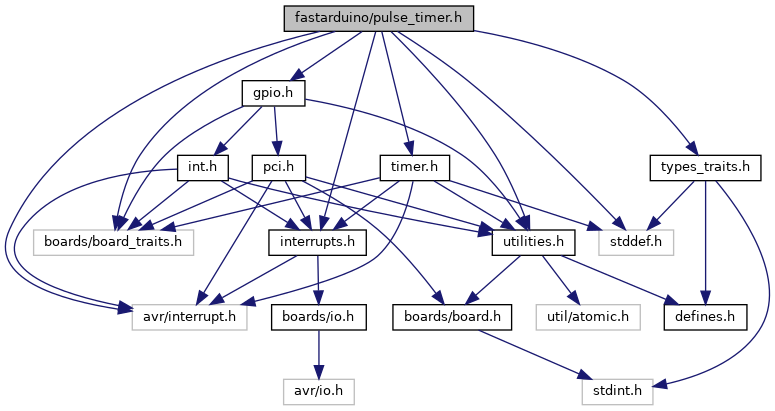 fastarduino/pulse_timer.h
gpio.h
int.h
pci.h
timer.h
types_traits.h
boards/board_traits.h
interrupts.h
utilities.h
stddef.h
avr/interrupt.h
boards/io.h
boards/board.h
util/atomic.h
defines.h
avr/io.h
stdint.h